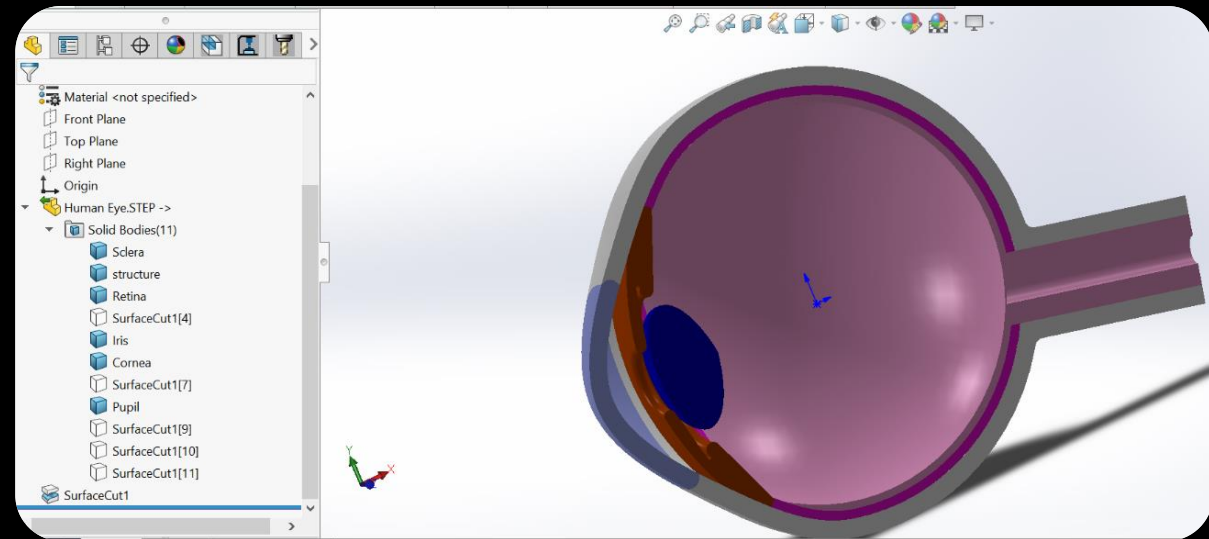 Material <not specified>
Front Plane
Top Plane
Right Plane
Origin
Human Eye.STEP ->
Solid Bodies(11)
Sclera
structure
Retina
SurfaceCut1[4]
Iris
Cornea
SurfaceCut1[7]
Pupil
SurfaceCut1[9]
SurfaceCut1[10]
SurfaceCut1[11]
SurfaceCut1
Y
X